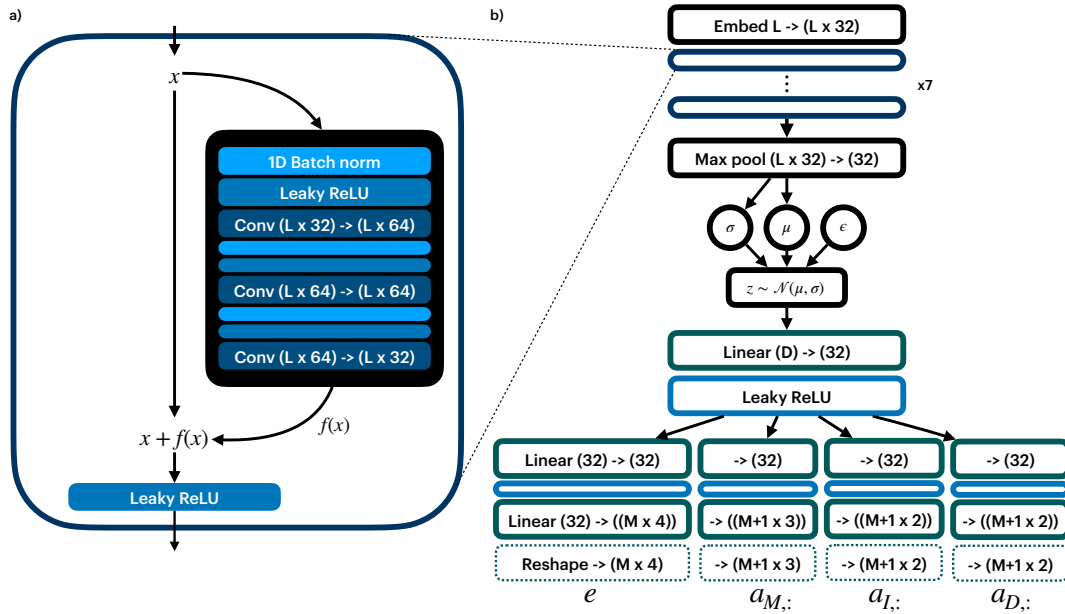 a)
x
1D Batch norm
Leaky ReLU
Conv (L x 32) -> (L x 64)
Conv (L x 64) -> (L x 64)
Conv (L x 64) -> (L x 32)
f(x)
x + f(x)
Leaky ReLU
b)
Embed L -> (L x 32)
⋮
x7
Max pool (L x 32) -> (32)
σ μ ϵ
z ~ 𝒩(μ, σ)
Linear (D) -> (32)
Leaky ReLU
Linear (32) -> (32) -> (32) -> (32) -> (32)
Linear (32) -> ((M x 4)) -> ((M+1 x 3)) -> ((M+1 x 2)) -> ((M+1 x 2))
Reshape -> (M x 4) -> (M+1 x 3) -> (M+1 x 2) -> (M+1 x 2)
e a_{M,:} a_{I,:} a_{D,:}